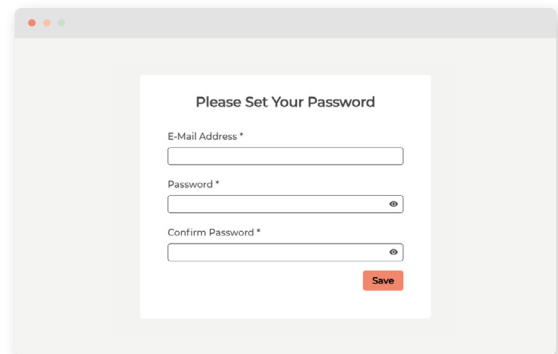 Please Set Your Password
E-Mail Address *
Password *
Confirm Password *
Save